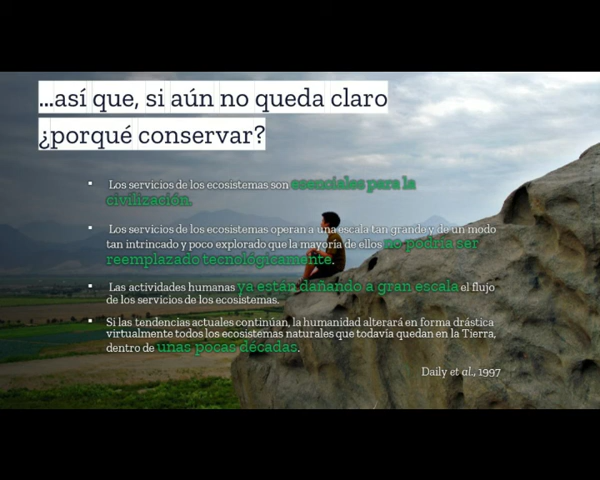 ...así que, si aún no queda claro
¿porqué conservar?
▪ Los servicios de los ecosistemas son esenciales para la
civilización.
▪ Los servicios de los ecosistemas operan a una escala tan grande y de un modo
tan intrincado y poco explorado que la mayoría de ellos no podría ser
reemplazado tecnológicamente.
▪ Las actividades humanas ya están dañando a gran escala el flujo
de los servicios de los ecosistemas.
▪ Si las tendencias actuales continúan, la humanidad alterará en forma drástica
virtualmente todos los ecosistemas naturales que todavía quedan en la Tierra,
dentro de unas pocas décadas.
Daily et al., 1997